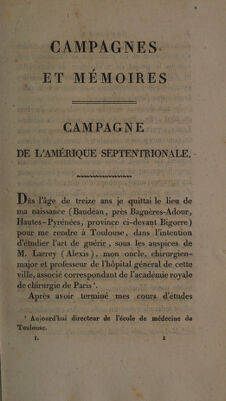 CAMPAGNES
ET MÉMOIRES
CAMPAGNE
DE L'AMÉRIQUE SEPTENTRIONALE.
Dès l'âge de treize ans je quittai le lieu de
ma naissance (Baudéan, près Bagnères-Adour,
Hautes-Pyrénées, province ci-devant Bigorre)
pour me rendre à Toulouse, dans l'intention
d'étudier l'art de guérir, sous les auspices de
M. Larrey (Alexis), mon oncle, chirurgien-
major et professeur de l'hôpital général de cette
ville, associé correspondant de l'académie royale
de chirurgie de Paris¹.
Après avoir terminé mes cours d'études
¹ Aujourd'hui directeur de l'école de médecine de
Toulouse.
1. 1